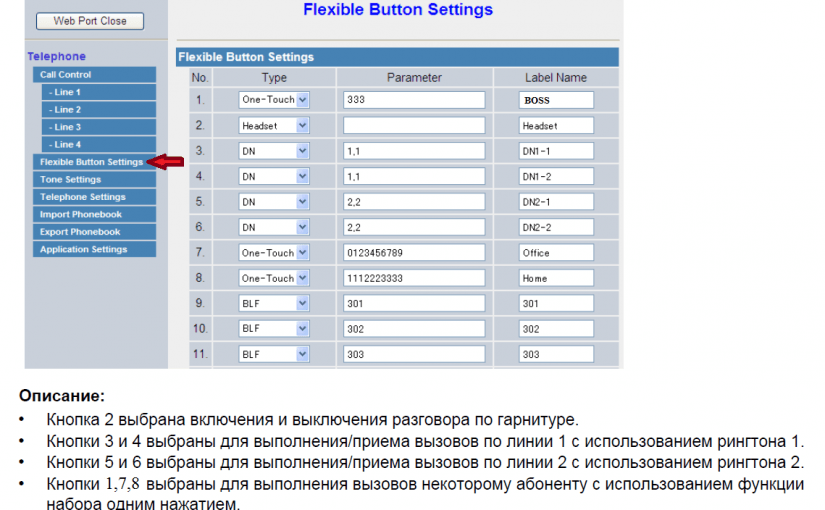 Web Port Close
Flexible Button Settings
Telephone
Call Control
- Line 1
- Line 2
- Line 3
- Line 4
Flexible Button Settings
Tone Settings
Telephone Settings
Import Phonebook
Export Phonebook
Application Settings
Flexible Button Settings
No. Type Parameter Label Name
1. One-Touch 333 BOSS
2. Headset Headset
3. DN 1,1 DN1-1
4. DN 1,1 DN1-2
5. DN 2,2 DN2-1
6. DN 2,2 DN2-2
7. One-Touch 0123456789 Office
8. One-Touch 1112223333 Home
9. BLF 301 301
10. BLF 302 302
11. BLF 303 303
Описание:
• Кнопка 2 выбрана включения и выключения разговора по гарнитуре.
• Кнопки 3 и 4 выбраны для выполнения/приема вызовов по линии 1 с использованием рингтона 1.
• Кнопки 5 и 6 выбраны для выполнения/приема вызовов по линии 2 с использованием рингтона 2.
• Кнопки 1,7,8 выбраны для выполнения вызовов некоторому абоненту с использованием функции
набора одним нажатием.